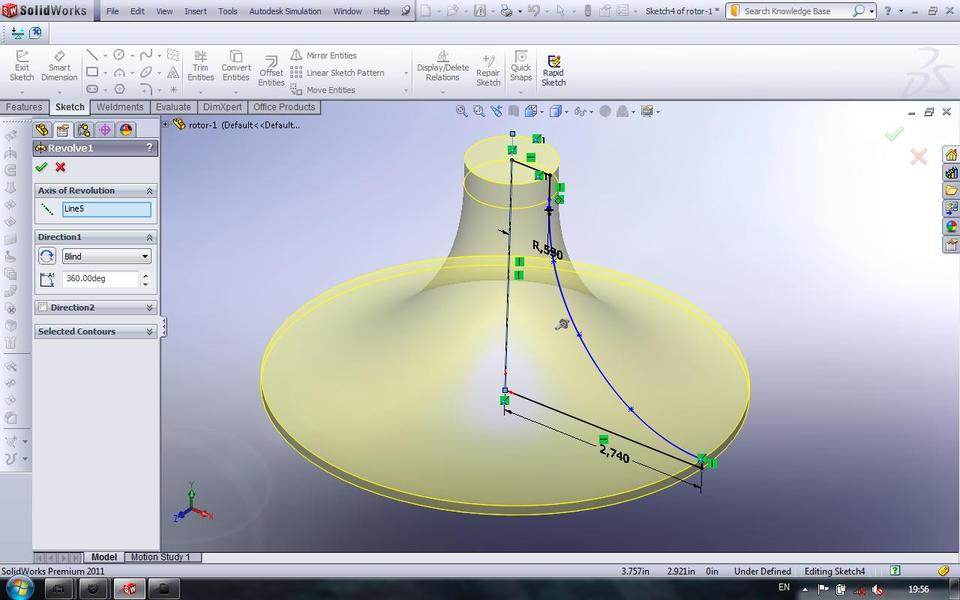 SolidWorks File Edit View Insert Tools Autodesk Simulation Window Help Sketch4 of rotor-1 * Search Knowledge Base
Exit Sketch
Smart Dimension
Trim Entities
Convert Entities
Offset Entities
Mirror Entities
Linear Sketch Pattern
Move Entities
Display/Delete Relations
Repair Sketch
Quick Snaps
Rapid Sketch
Features Sketch Weldments Evaluate DimXpert Office Products
rotor-1 (Default<<Default...
Revolve1 ?
Axis of Revolution
Line5
Direction1
Blind
360.00deg
Direction2
Selected Contours
2,740
Y
Z
X
Model Motion Study 1
SolidWorks Premium 2011 3.757in 2.921in 0in Under Defined Editing Sketch4
EN 19:56